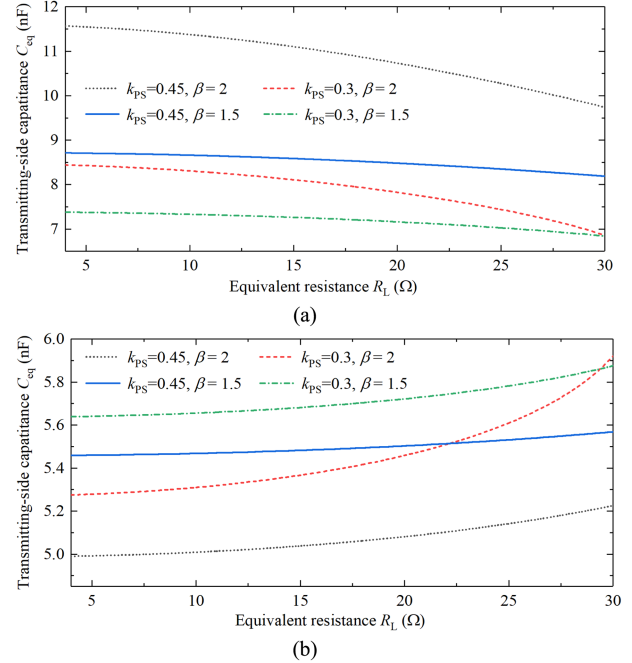 (a)
12
11
10
9
8
7
Transmitting-side capatitance Ceq (nF)
kPS=0.45, β = 2
kPS=0.3, β = 2
kPS=0.45, β = 1.5
kPS=0.3, β = 1.5
5
10
15
20
25
30
Equivalent resistance RL (Ω)
(a)
6.0
5.8
5.6
5.4
5.2
5.0
Transmitting-side capatitance Ceq (nF)
kPS=0.45, β = 2
kPS=0.3, β = 2
kPS=0.45, β = 1.5
kPS=0.3, β = 1.5
5
10
15
20
25
30
Equivalent resistance RL (Ω)
(b)